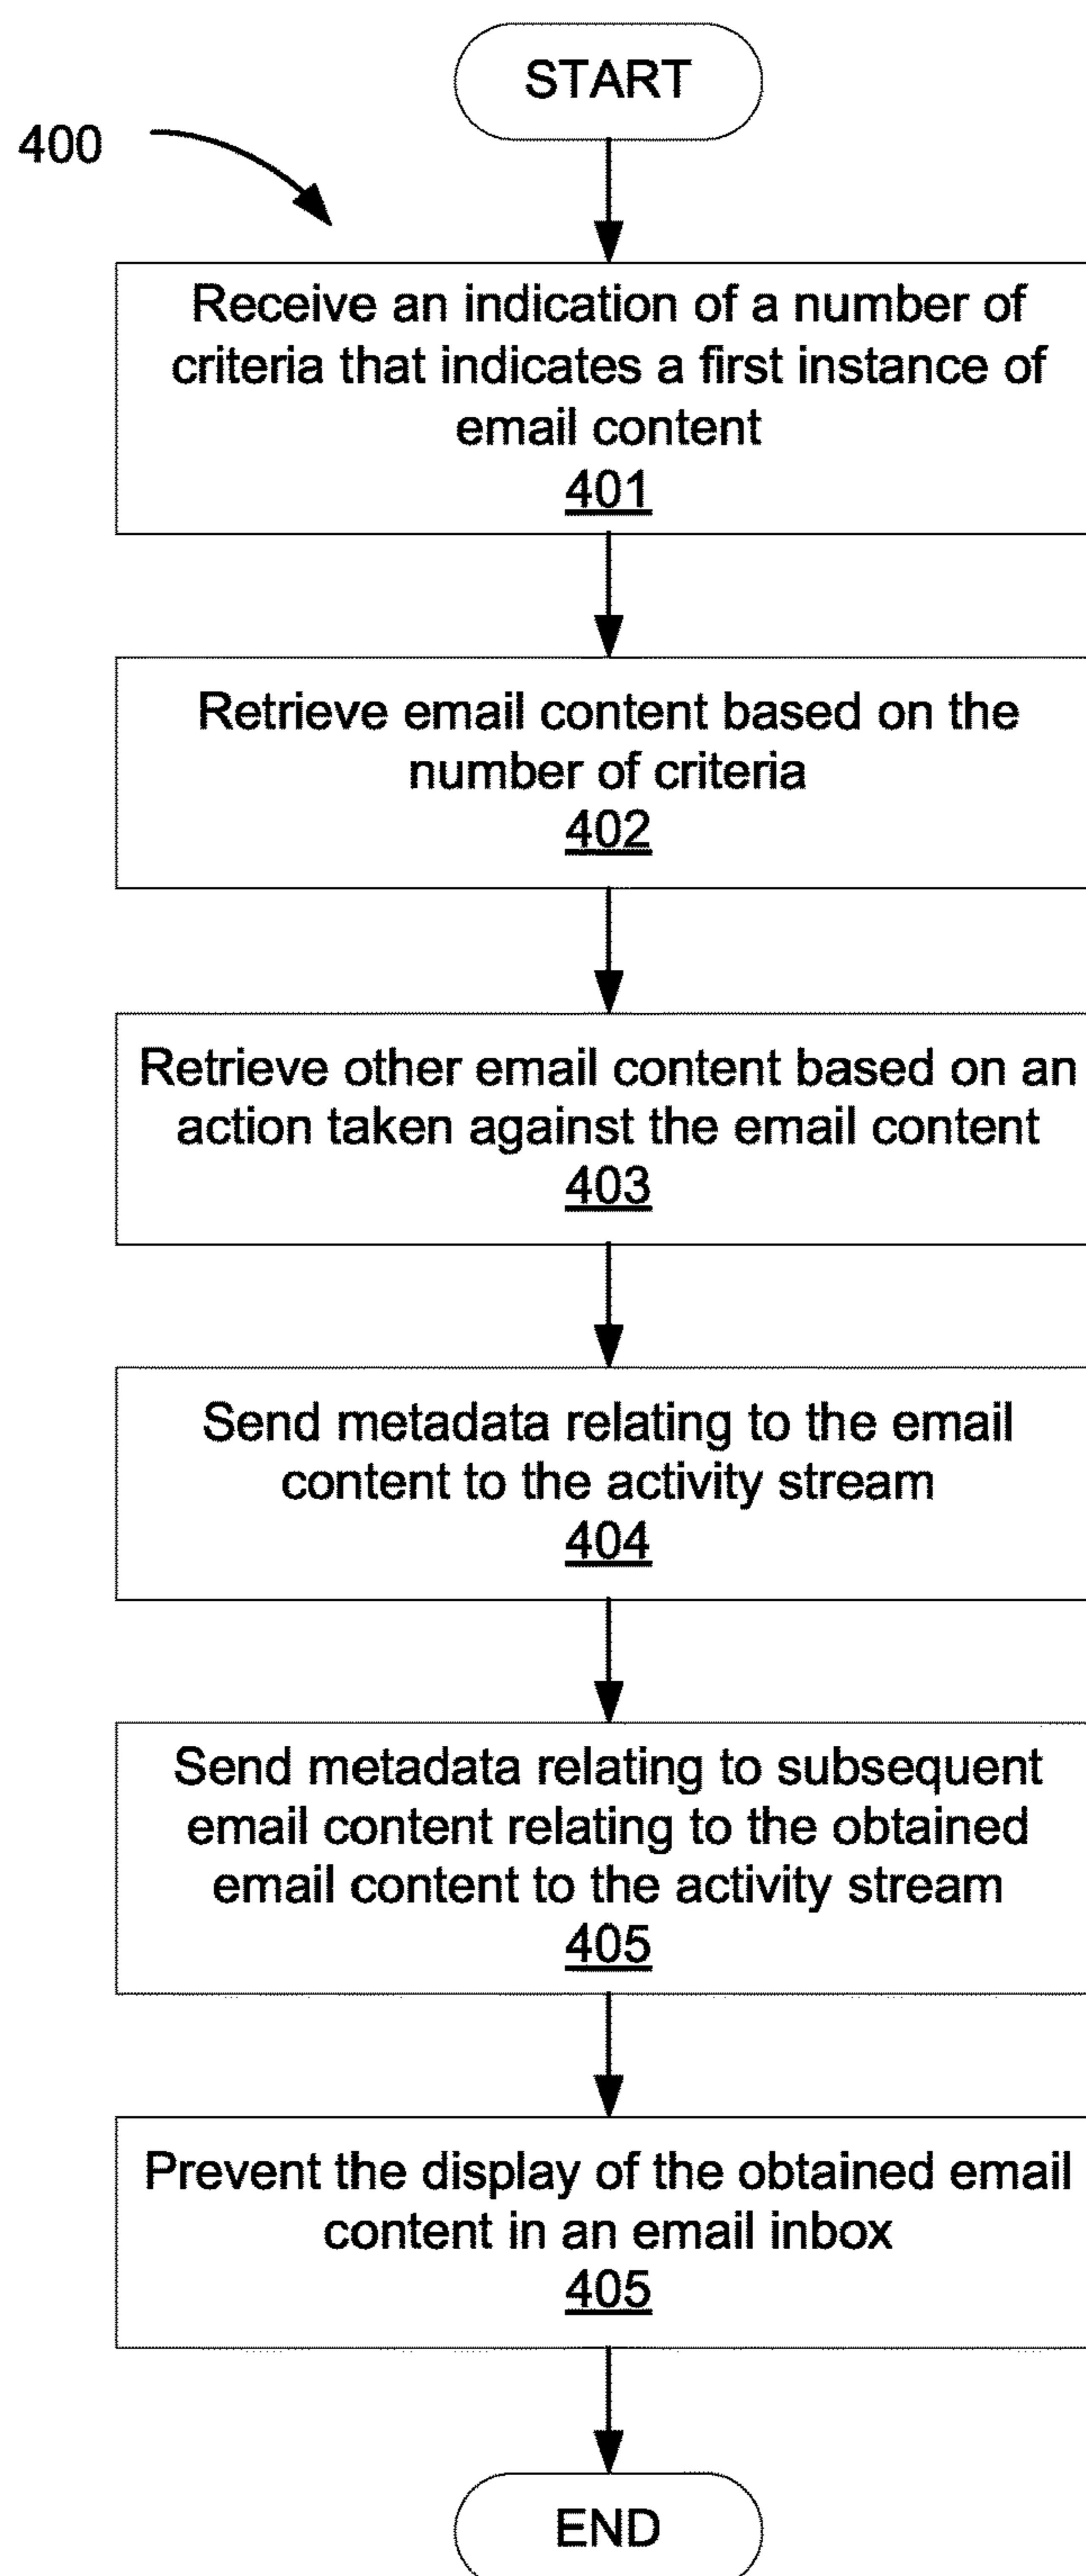 START
400
Receive an indication of a number of
criteria that indicates a first instance of
email content
401
Retrieve email content based on the
number of criteria
402
Retrieve other email content based on an
action taken against the email content
403
Send metadata relating to the email
content to the activity stream
404
Send metadata relating to subsequent
email content relating to the obtained
email content to the activity stream
405
Prevent the display of the obtained email
content in an email inbox
405
END